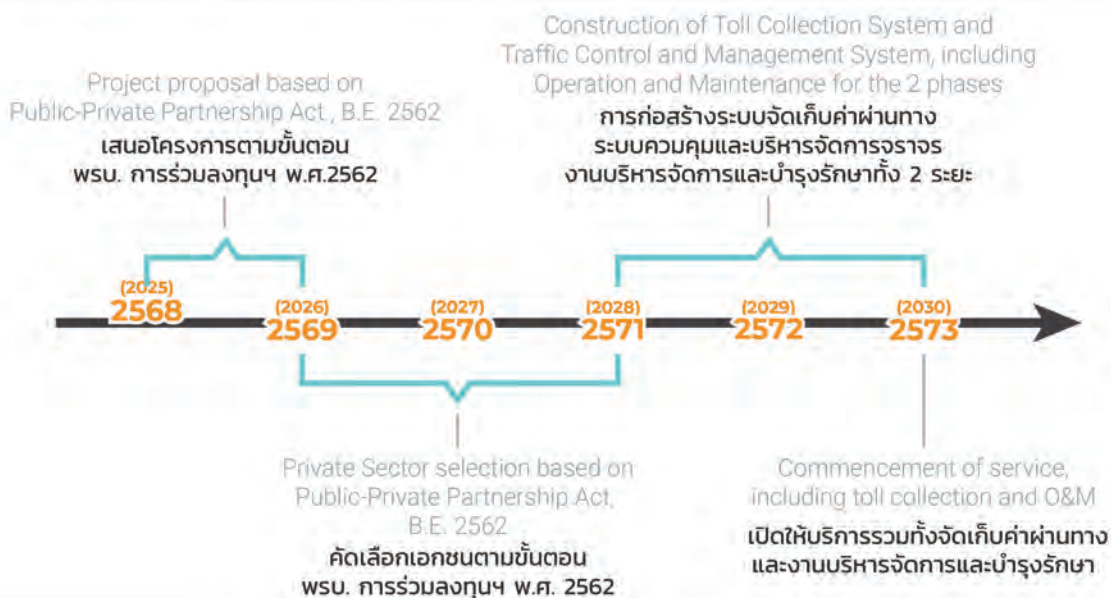 Project proposal based on
Public-Private Partnership Act , B.E. 2562
เสนอโครงการตามขั้นตอน
พรบ. การร่วมลงทุนฯ พ.ศ.2562
Construction of Toll Collection System and
Traffic Control and Management System, including
Operation and Maintenance for the 2 phases
การก่อสร้างระบบจัดเก็บค่าผ่านทาง
ระบบควมคุมและบริหารจัดการจราจร
งานบริหารจัดการและบำรุงรักษาทั้ง 2 ระยะ
(2025)
2568
(2026)
2569
(2027)
2570
(2028)
2571
(2029)
2572
(2030)
2573
Private Sector selection based on
Public-Private Partnership Act,
B.E. 2562
คัดเลือกเอกชนตามขั้นตอน
พรบ. การร่วมลงทุนฯ พ.ศ. 2562
Commencement of service,
including toll collection and O&M
เปิดให้บริการรวมทั้งจัดเก็บค่าผ่านทาง
และงานบริหารจัดการและบำรุงรักษา